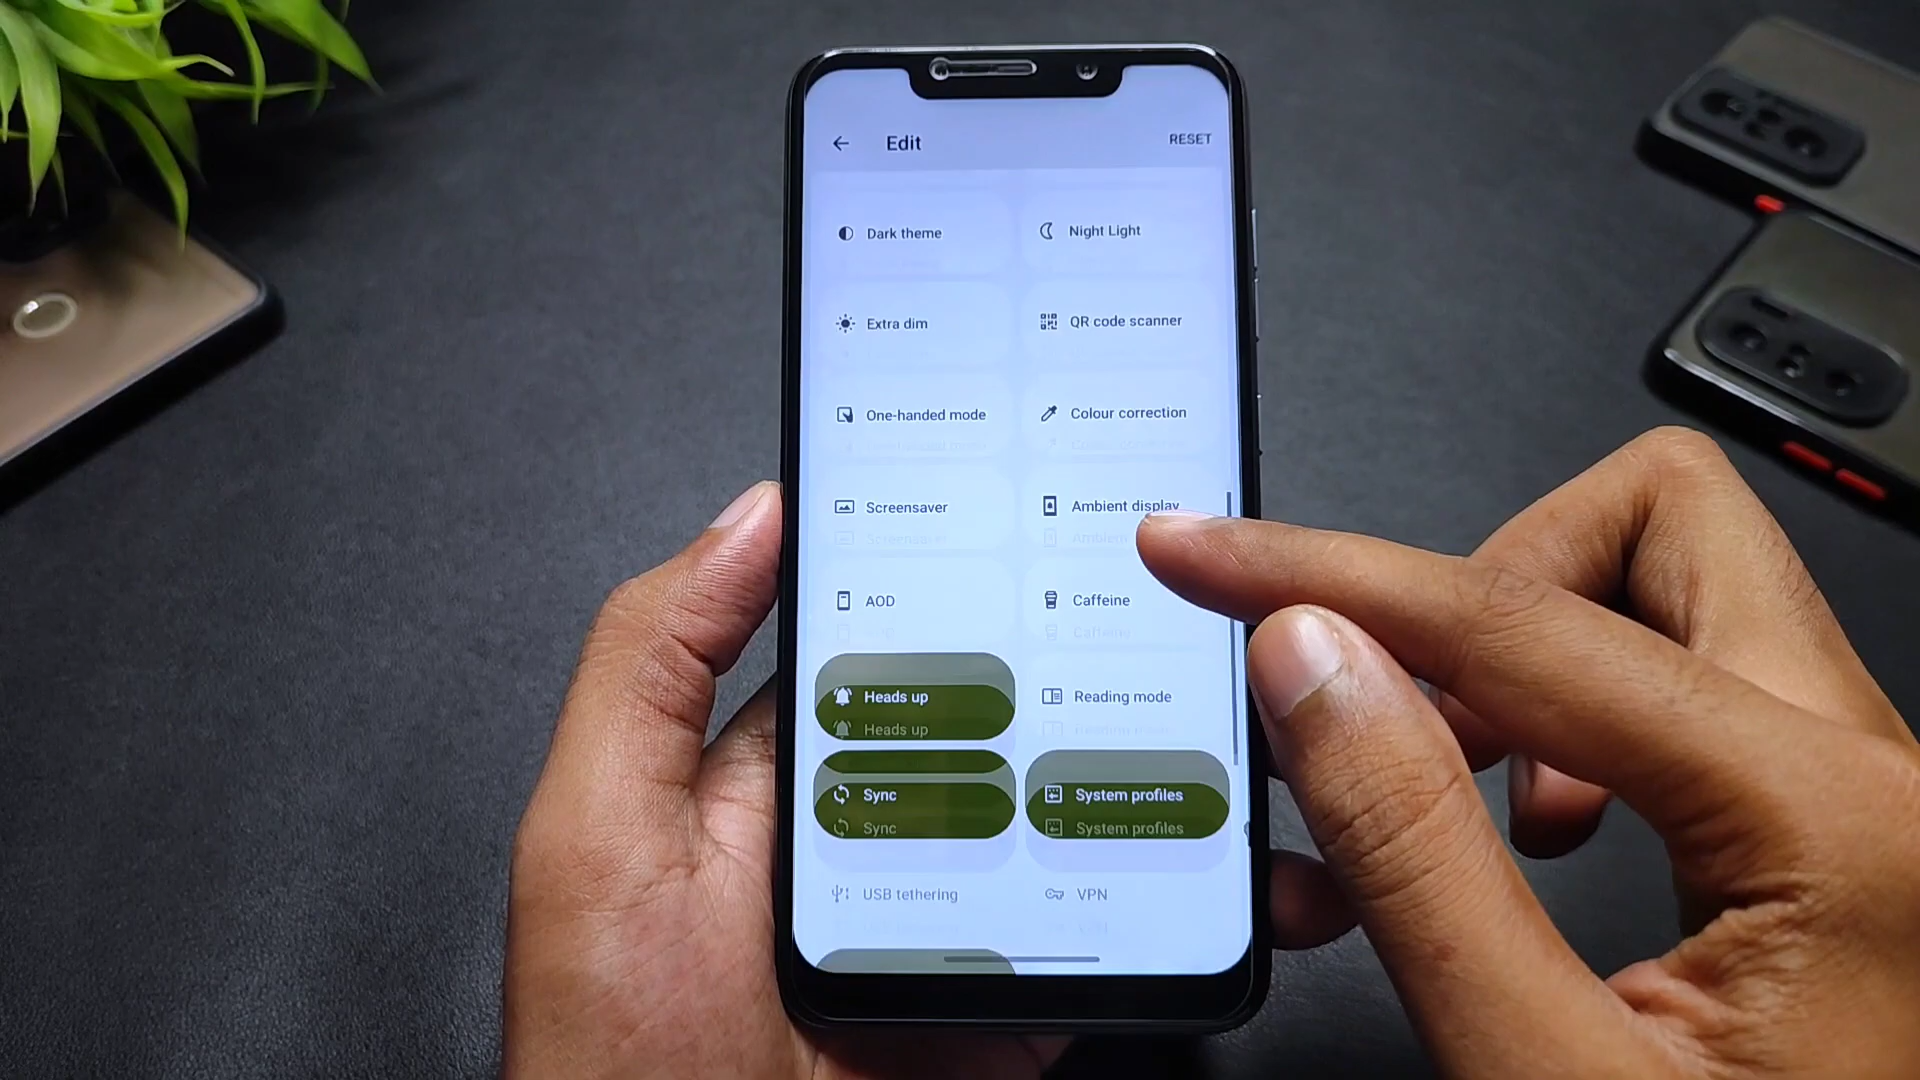 Edit
RESET
Dark theme
Night Light
Extra dim
QR code scanner
One-handed mode
Colour correction
Screensaver
Ambient display
AOD
Caffeine
Heads up
Reading mode
Heads up
Sync
System profiles
Sync
System profiles
USB tethering
VPN